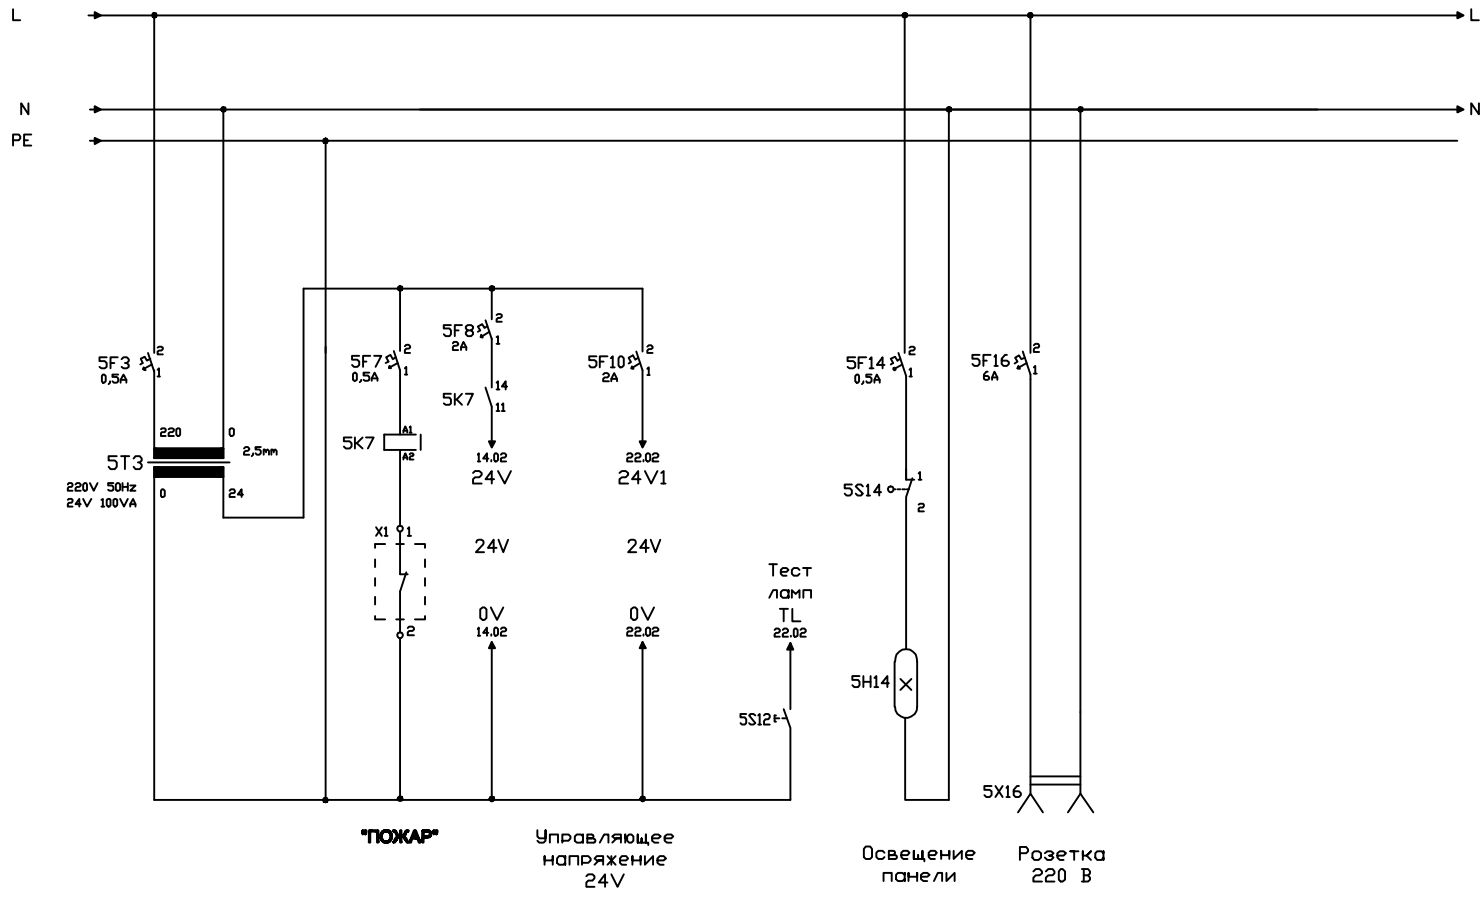 L
L
N
N
PE
5F3
0,5A
2
1
220
0
5T3
2,5mm
220V 50Hz
24V 100VA
0
24
5F7
0,5A
2
1
5K7
A1
A2
X1
1
2
"ПОЖАР"
5F8
2A
2
1
5K7
14
11
14.02
24V
24V
0V
14.02
5F10
2A
2
1
22.02
24V1
24V
0V
22.02
Управляющее
напряжение
24V
Тест
ламп
TL
22.02
5S12
5F14
0,5A
2
1
5S14
1
2
5H14
Освещение
панели
5F16
6A
2
1
5X16
Розетка
220 В